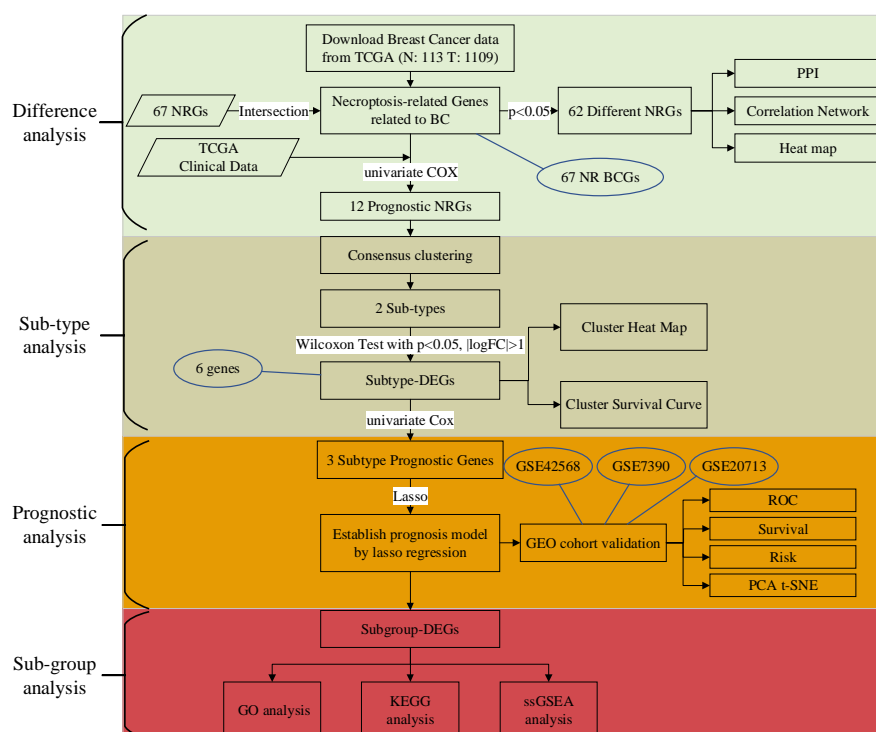 Difference
analysis
Download Breast Cancer data
from TCGA (N: 113 T: 1109)
67 NRGs
Intersection
Necroptosis-related Genes
related to BC
p<0.05
62 Different NRGs
PPI
Correlation Network
Heat map
TCGA
Clinical Data
univariate COX
67 NR BCGs
12 Prognostic NRGs
Sub-type
analysis
Consensus clustering
2 Sub-types
Wilcoxon Test with p<0.05, |logFC|>1
Cluster Heat Map
6 genes
Subtype-DEGs
Cluster Survival Curve
univariate Cox
Prognostic
analysis
3 Subtype Prognostic Genes
GSE42568
GSE7390
GSE20713
Lasso
Establish prognosis model
by lasso regression
GEO cohort validation
ROC
Survival
Risk
PCA t-SNE
Sub-group
analysis
Subgroup-DEGs
GO analysis
KEGG
analysis
ssGSEA
analysis